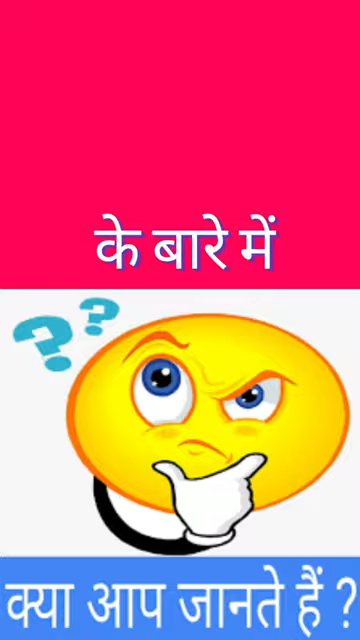 के बारे में
? ?
क्या आप जानते हैं ?